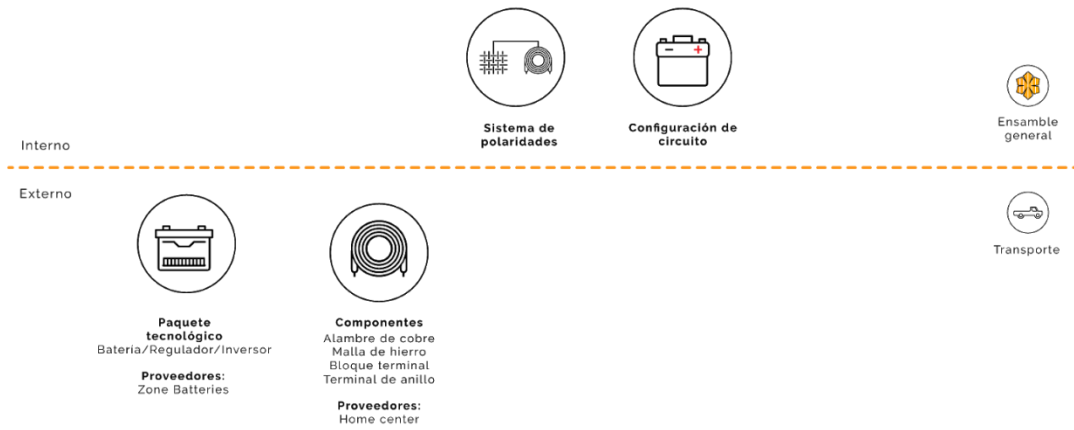 Sistema de
polaridades
Configuración de
circuito
Ensamble
general
Interno
Externo
Transporte
Paquete
tecnológico
Batería/Regulador/Inversor
Proveedores:
Zone Batteries
Componentes
Alambre de cobre
Malla de hierro
Bloque terminal
Terminal de anillo
Proveedores:
Home center